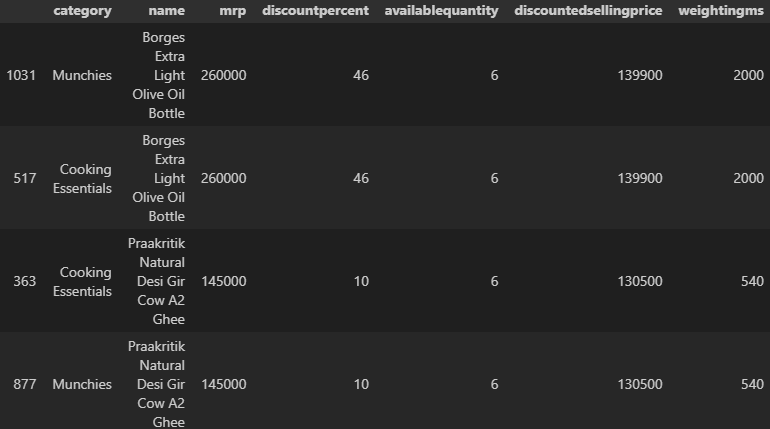 category name mrp discountpercent availablequantity discountedsellingprice weightingms
1031 Munchies Borges Extra Light Olive Oil Bottle 260000 46 6 139900 2000
517 Cooking Essentials Borges Extra Light Olive Oil Bottle 260000 46 6 139900 2000
363 Cooking Essentials Praakritik Natural Desi Gir Cow A2 Ghee 145000 10 6 130500 540
877 Munchies Praakritik Natural Desi Gir Cow A2 Ghee 145000 10 6 130500 540